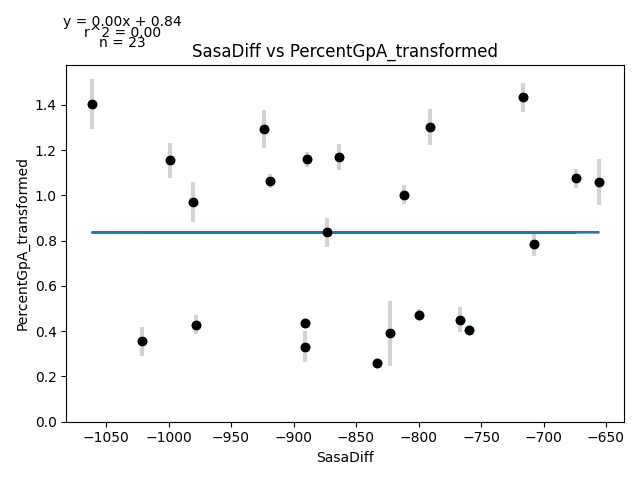 y = 0.00x + 0.84
r^2 = 0.00
n = 23
SasaDiff vs PercentGpA_transformed
PercentGpA_transformed
1.4
1.2
1.0
0.8
0.6
0.4
0.2
0.0
−1050 −1000 −950 −900 −850 −800 −750 −700 −650
SasaDiff